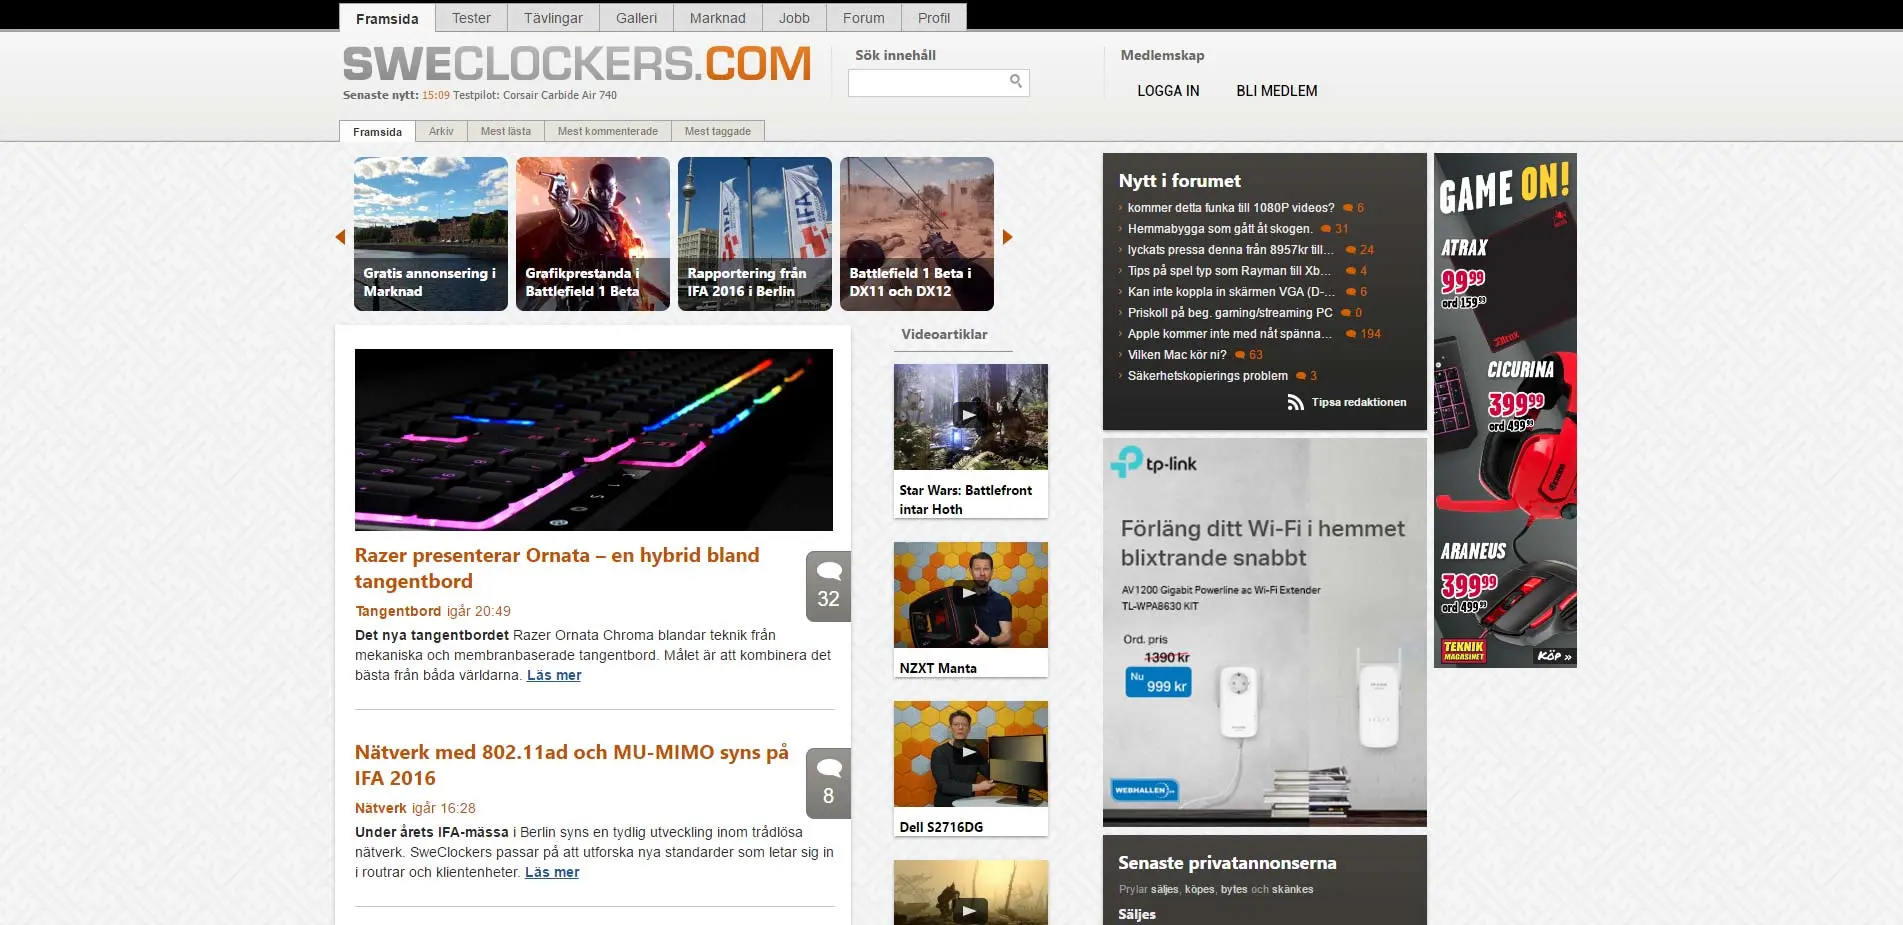 Framsida Tester Tävlingar Galleri Marknad Jobb Forum Profil
SWECLOCKERS.COM
Senaste nytt: 15:09 Testpilot: Corsair Carbide Air 740
Sök innehåll
Medlemskap
LOGGA IN BLI MEDLEM
Framsida Arkiv Mest lästa Mest kommenterade Mest taggade
Gratis annonsering i
Marknad
Grafikprestanda i
Battlefield 1 Beta
IFA
Rapportering från
IFA 2016 i Berlin
Battlefield 1 Beta i
DX11 och DX12
Razer presenterar Ornata – en hybrid bland
tangentbord
32
Tangentbord igår 20:49
Det nya tangentbordet Razer Ornata Chroma blandar teknik från
mekaniska och membranbaserade tangentbord. Målet är att kombinera det
bästa från båda världarna. Läs mer
Nätverk med 802.11ad och MU-MIMO syns på
IFA 2016
8
Nätverk igår 16:28
Under årets IFA-mässa i Berlin syns en tydlig utveckling inom trådlösa
nätverk. SweClockers passar på att utforska nya standarder som letar sig in
i routrar och klientenheter. Läs mer
Videoartiklar
Star Wars: Battlefront
intar Hoth
NZXT Manta
Dell S2716DG
Nytt i forumet
› kommer detta funka till 1080P videos? 6
› Hemmabygga som gått åt skogen. 31
› lyckats pressa denna från 8957kr till... 24
› Tips på spel typ som Rayman till Xb... 4
› Kan inte koppla in skärmen VGA (D-... 6
› Priskoll på beg. gaming/streaming PC 0
› Apple kommer inte med nåt spänna... 194
› Vilken Mac kör ni? 63
› Säkerhetskopierings problem 3
Tipsa redaktionen
tp-link
Förläng ditt Wi-Fi i hemmet
blixtrande snabbt
AV1200 Gigabit Powerline ac Wi-Fi Extender
TL-WPA8630 KIT
Ord. pris
1390 kr
Nu
999 kr
WEBHALLEN
Senaste privatannonserna
Prylar säljes, köpes, bytes och skänkes
Säljes
GAME ON!
ATRAX
99 99
ord 159 99
CICURINA
399 99
ord 499 99
ARANEUS
399 99
ord 499 99
TEKNIK
MAGASINET
KÖP »